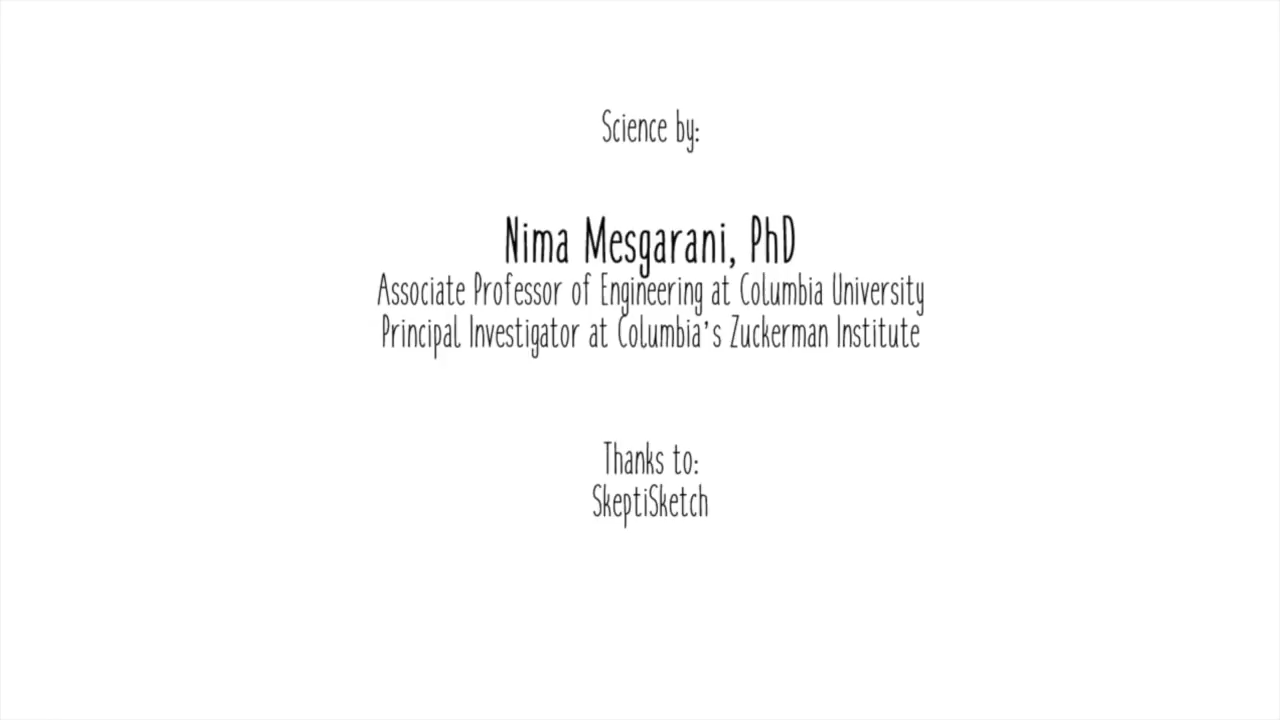 Science by:
Nima Mesgarani, PhD
Associate Professor of Engineering at Columbia University
Principal Investigator at Columbia's Zuckerman Institute
Thanks to:
SkeptiSketch